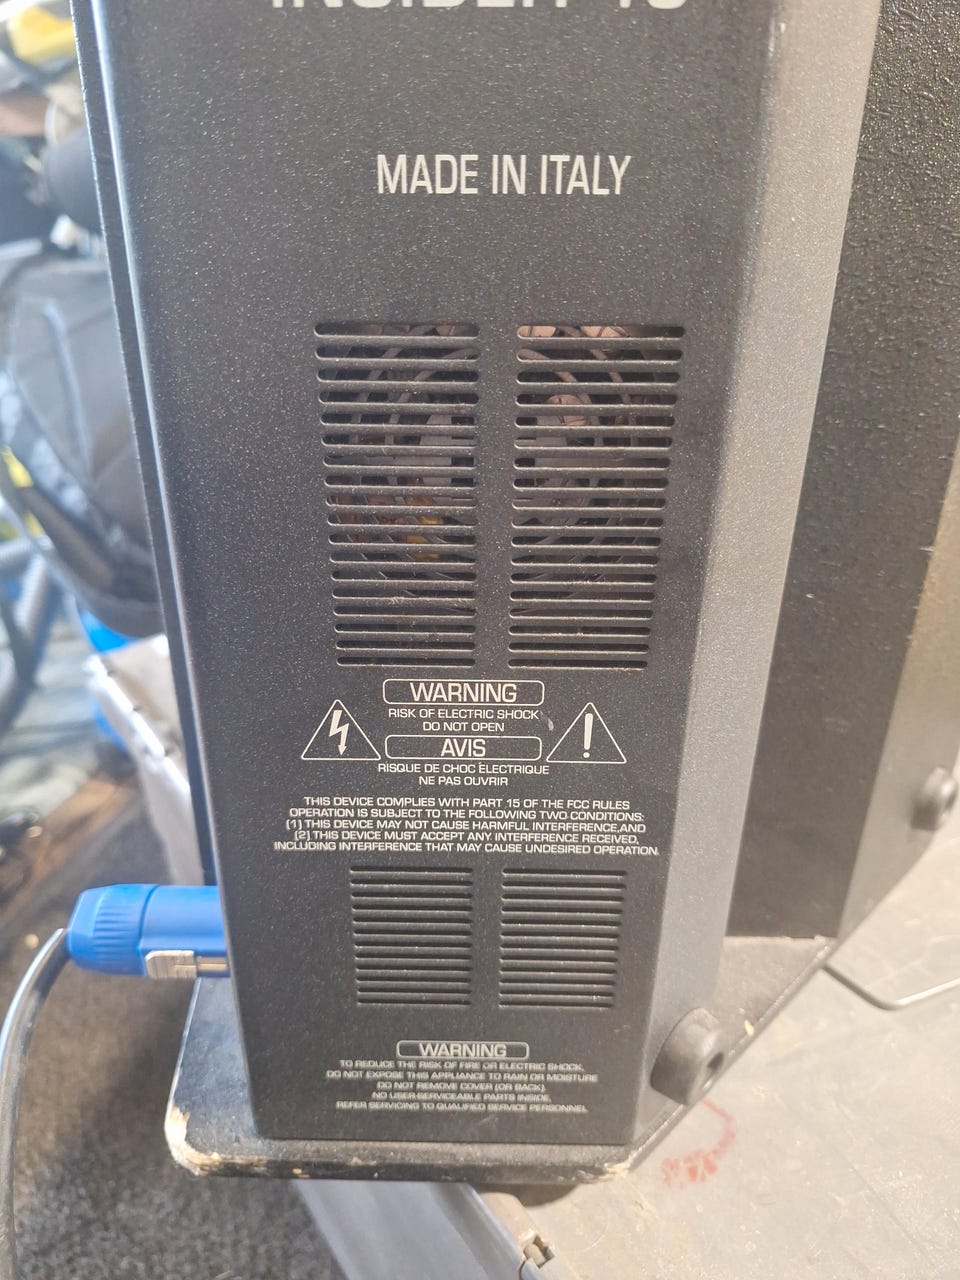 MADE IN ITALY
WARNING
RISK OF ELECTRIC SHOCK
DO NOT OPEN
AVIS
RISQUE DE CHOC ELECTRIQUE
NE PAS OUVRIR
THIS DEVICE COMPLIES WITH PART 15 OF THE FCC RULES
OPERATION IS SUBJECT TO THE FOLLOWING TWO CONDITIONS:
(1) THIS DEVICE MAY NOT CAUSE HARMFUL INTERFERENCE,AND
(2) THIS DEVICE MUST ACCEPT ANY INTERFERENCE RECEIVED,
INCLUDING INTERFERENCE THAT MAY CAUSE UNDESIRED OPERATION.
WARNING
TO REDUCE THE RISK OF FIRE OR ELECTRIC SHOCK,
DO NOT EXPOSE THIS APPLIANCE TO RAIN OR MOISTURE
DO NOT REMOVE COVER (OR BACK).
NO USER-SERVICEABLE PARTS INSIDE,
REFER SERVICING TO QUALIFIED SERVICE PERSONNEL